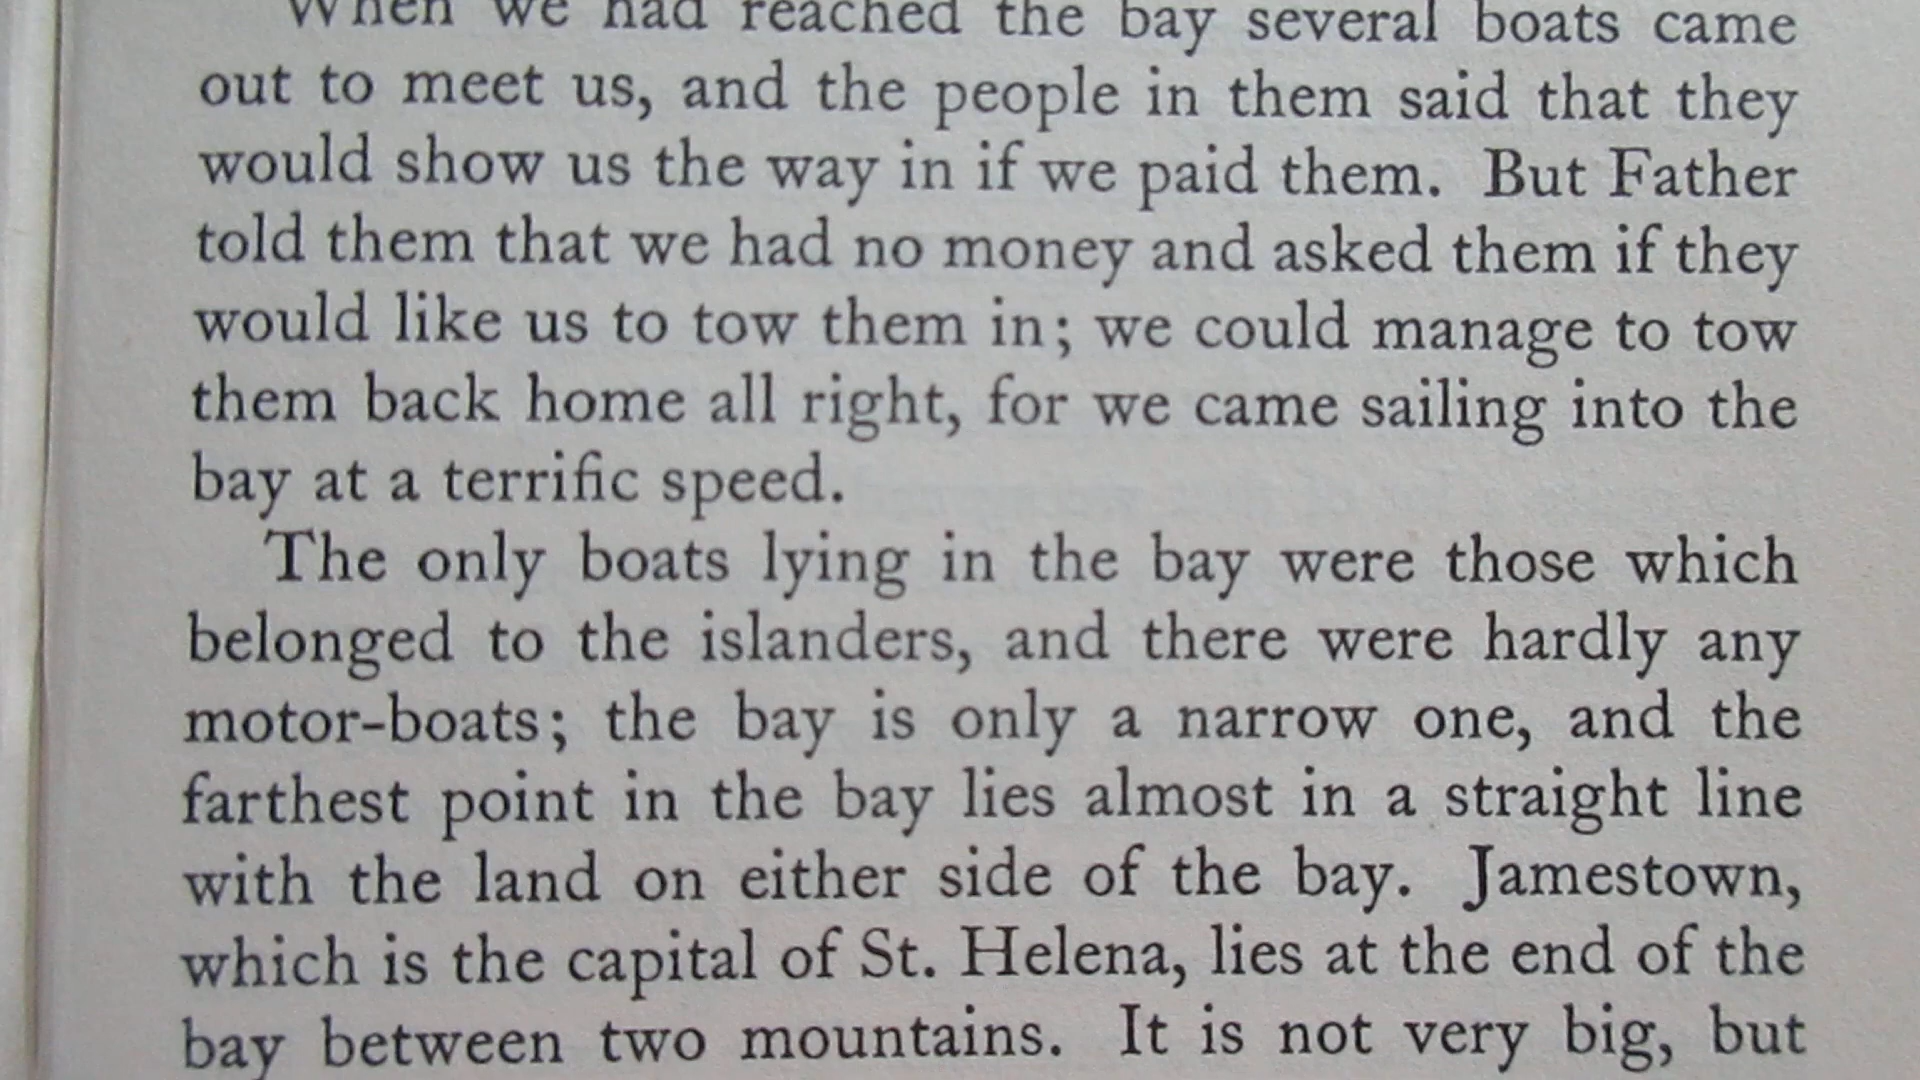 When we had reached the bay several boats came
out to meet us, and the people in them said that they
would show us the way in if we paid them. But Father
told them that we had no money and asked them if they
would like us to tow them in; we could manage to tow
them back home all right, for we came sailing into the
bay at a terrific speed.
The only boats lying in the bay were those which
belonged to the islanders, and there were hardly any
motor-boats; the bay is only a narrow one, and the
farthest point in the bay lies almost in a straight line
with the land on either side of the bay. Jamestown,
which is the capital of St. Helena, lies at the end of the
bay between two mountains. It is not very big, but